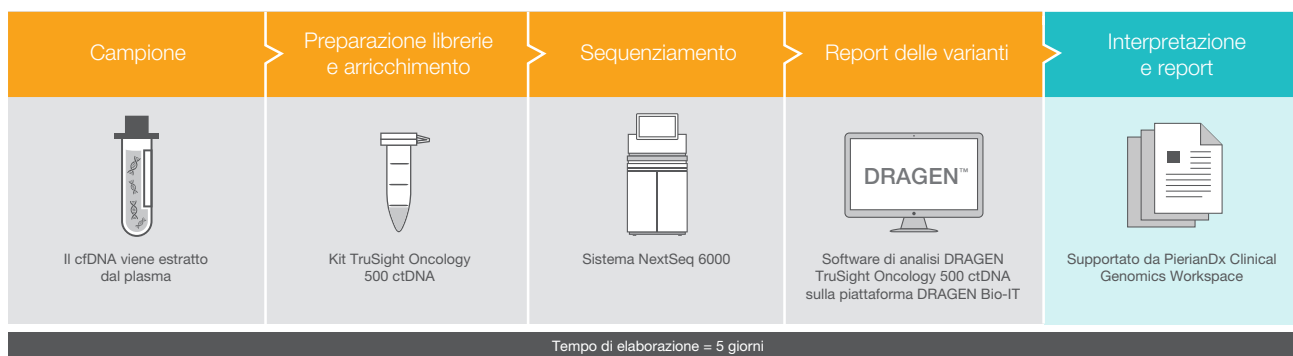 Campione
Preparazione librerie
e arricchimento
Sequenziamento
Report delle varianti
Interpretazione
e report
DRAGEN™
Il cfDNA viene estratto
dal plasma
Kit TruSight Oncology
500 ctDNA
Sistema NextSeq 6000
Software di analisi DRAGEN
TruSight Oncology 500 ctDNA
sulla piattaforma DRAGEN Bio-IT
Supportato da PierianDx Clinical
Genomics Workspace
Tempo di elaborazione = 5 giorni